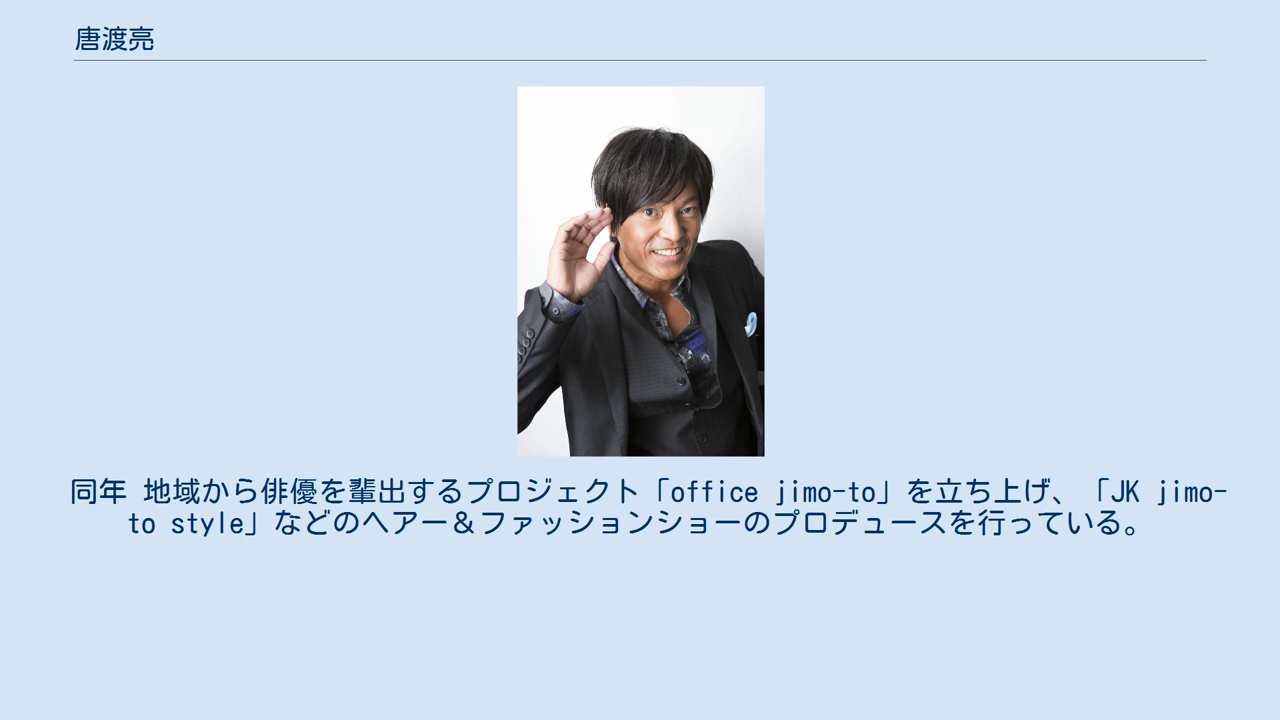 唐渡亮
同年 地域から俳優を輩出するプロジェクト「office jimo-to」を立ち上げ、「JK jimo-
to style」などのヘアー＆ファッションショーのプロデュースを行っている。